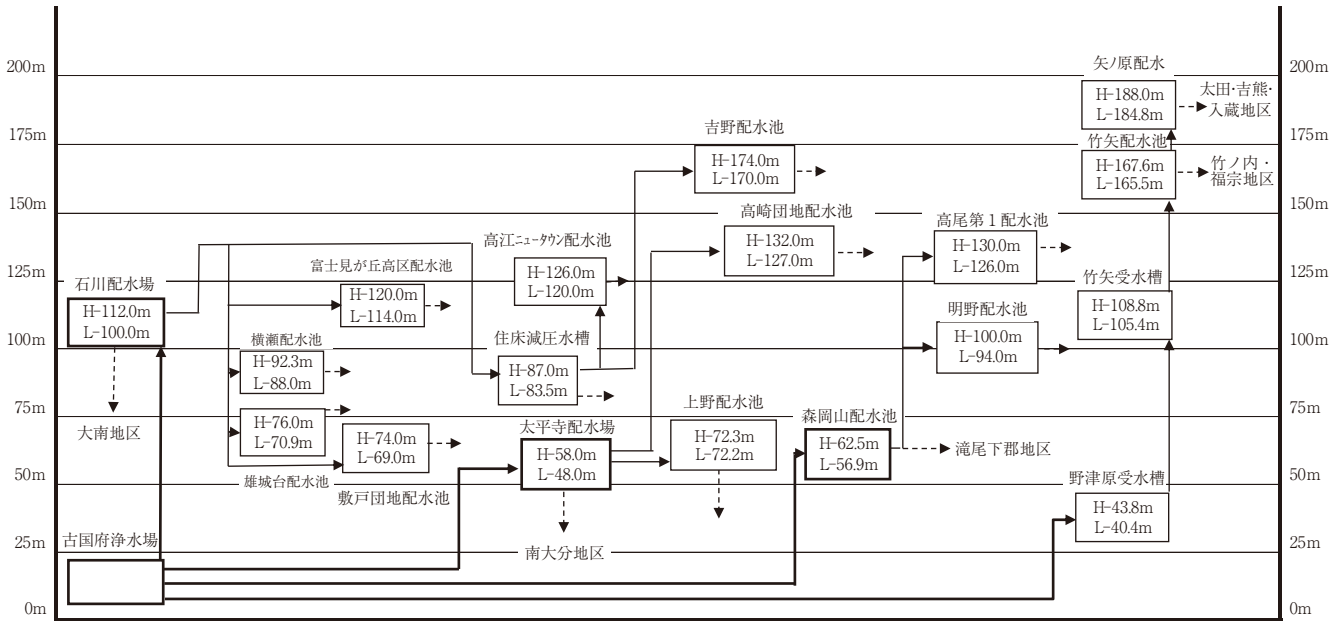 200m
175m
150m
125m
100m
75m
50m
25m
0m
200m
175m
150m
125m
100m
75m
50m
25m
0m
矢ノ原配水
H-188.0m
L-184.8m
太田・吉熊・
入蔵地区
竹矢配水池
H-167.6m
L-165.5m
竹ノ内・
福宗地区
吉野配水池
H-174.0m
L-170.0m
高崎団地配水池
H-132.0m
L-127.0m
高尾第１配水池
H-130.0m
L-126.0m
高江ニュータウン配水池
H-126.0m
L-120.0m
富士見が丘高区配水池
H-120.0m
L-114.0m
石川配水場
H-112.0m
L-100.0m
大南地区
竹矢受水槽
H-108.8m
L-105.4m
明野配水池
H-100.0m
L-94.0m
横瀬配水池
H-92.3m
L-88.0m
住床減圧水槽
H-87.0m
L-83.5m
H-76.0m
L-70.9m
雄城台配水池
H-74.0m
L-69.0m
敷戸団地配水池
太平寺配水場
H-58.0m
L-48.0m
南大分地区
上野配水池
H-72.3m
L-72.2m
森岡山配水池
H-62.5m
L-56.9m
滝尾下郡地区
野津原受水槽
H-43.8m
L-40.4m
古国府浄水場